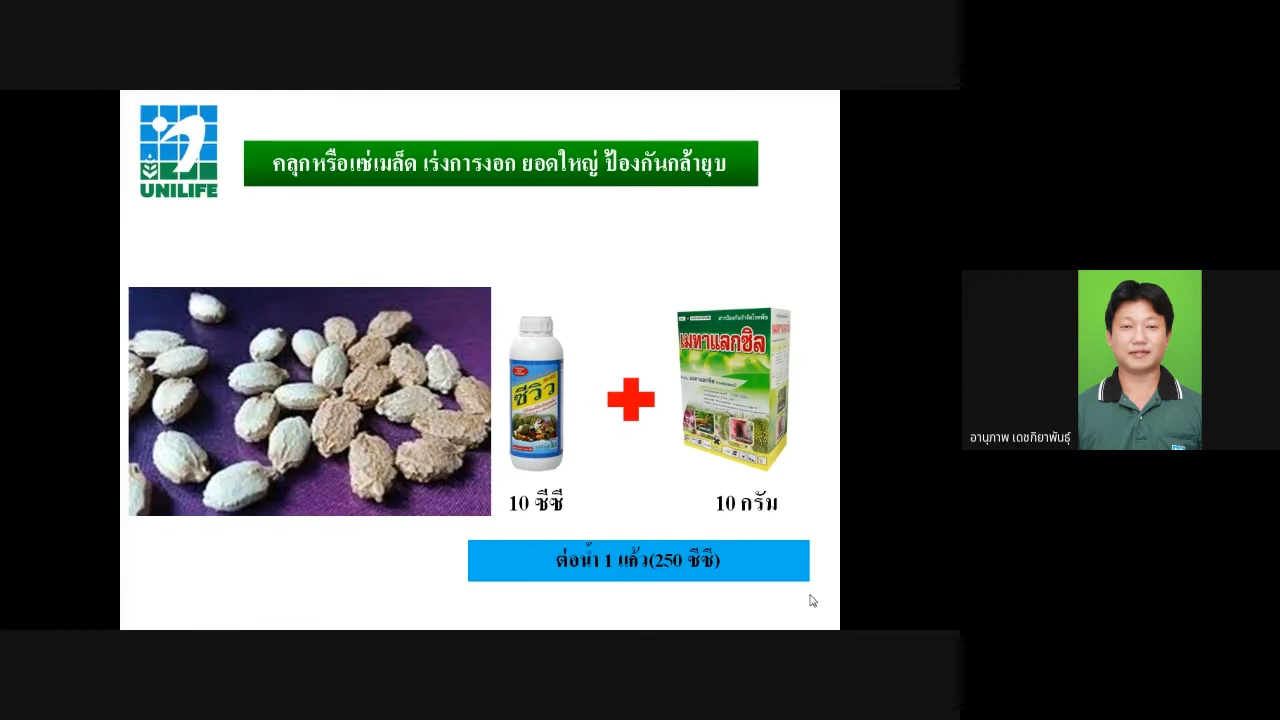 UNILIFE
คลุกหรือแช่เมล็ด เร่งการงอก ยอดใหญ่ ป้องกันกล้ายุบ
ซีวิว
เมทาแลกซิล
10 ซีซี
10 กรัม
ต่อน้ำ 1 แก้ว(250 ซีซี)
อานุภาพ เดชกิยาพันธุ์